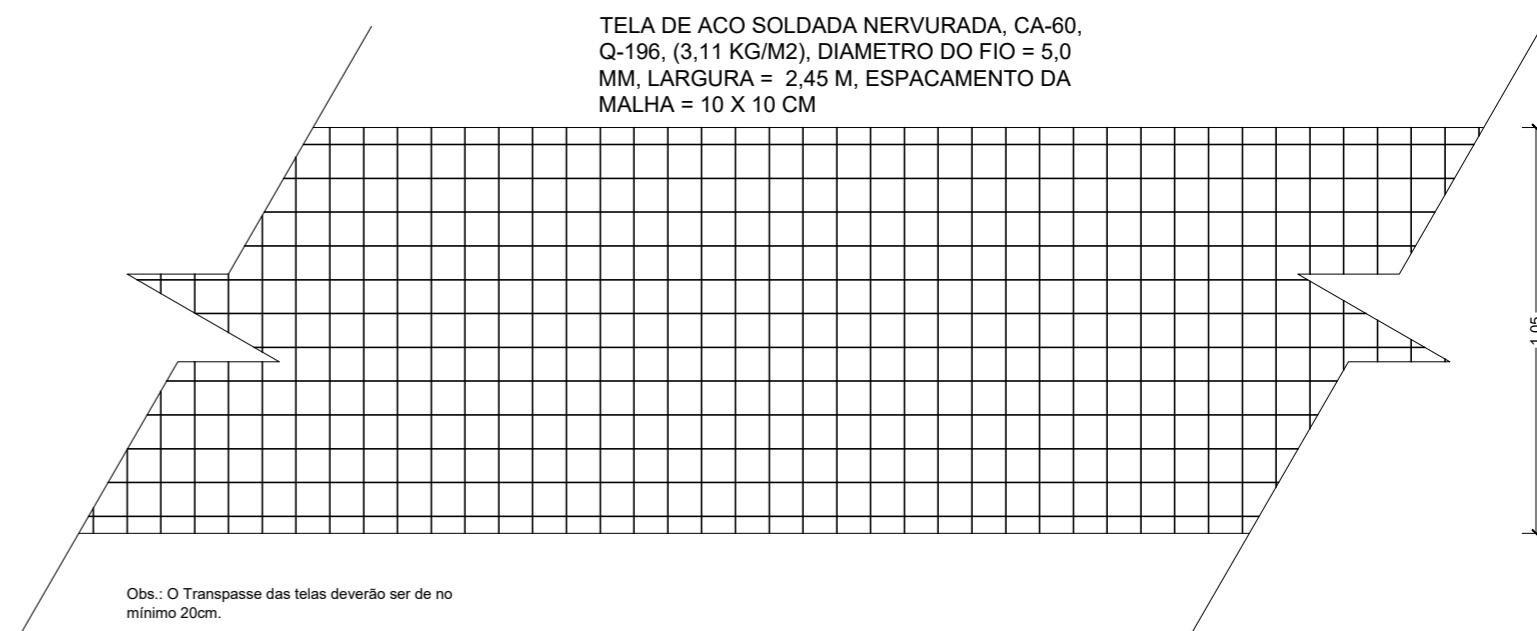 TELA DE ACO SOLDADA NERVURADA, CA-60,
Q-196, (3,11 KG/M2), DIAMETRO DO FIO = 5,0
MM, LARGURA = 2,45 M, ESPACAMENTO DA
MALHA = 10 X 10 CM
1,05
Obs.: O Transpasse das telas deverão ser de no
mínimo 20cm.